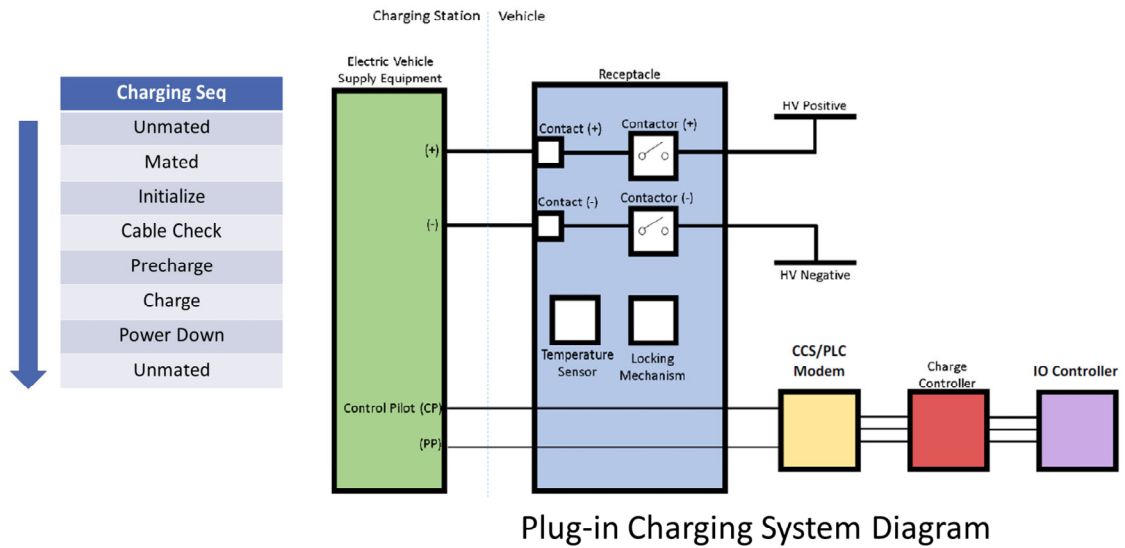 Charging Station
Vehicle
Charging Seq
Unmated
Mated
Initialize
Cable Check
Precharge
Charge
Power Down
Unmated
Electric Vehicle
Supply Equipment
(+)
(-)
Control Pilot (CP)
(PP)
Receptacle
Contact (+)
Contactor (+)
Contact (-)
Contactor (-)
Temperature
Sensor
Locking
Mechanism
HV Positive
HV Negative
CCS/PLC
Modem
Charge
Controller
IO Controller
Plug-in Charging System Diagram